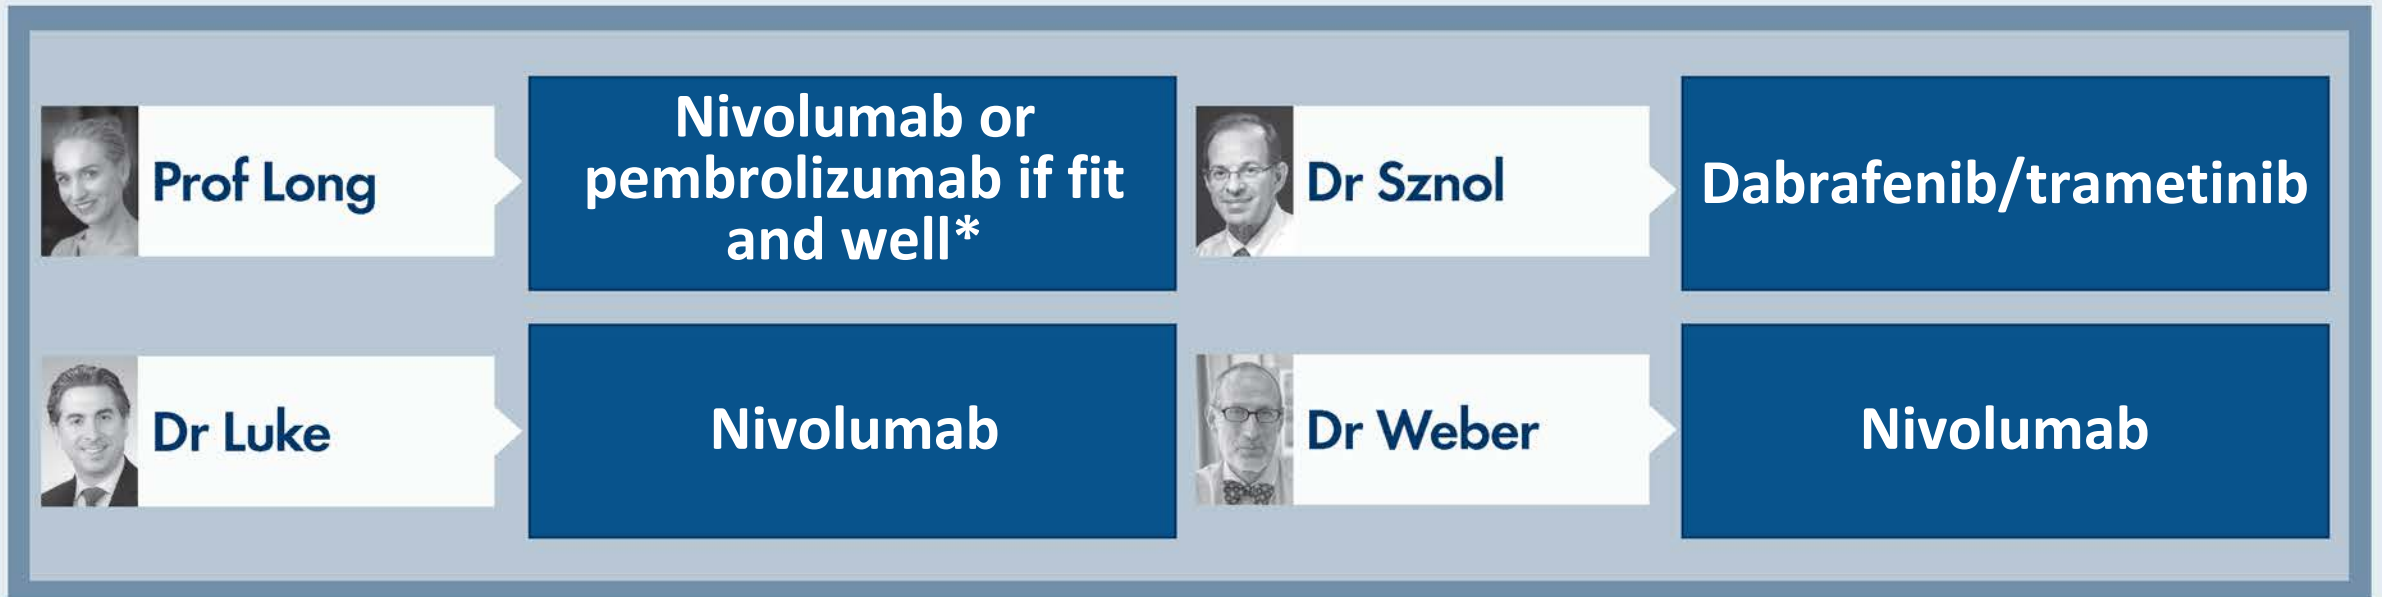 Prof Long
Nivolumab or
pembrolizumab if fit
and well*
Dr Sznol
Dabrafenib/trametinib
Dr Luke
Nivolumab
Dr Weber
Nivolumab